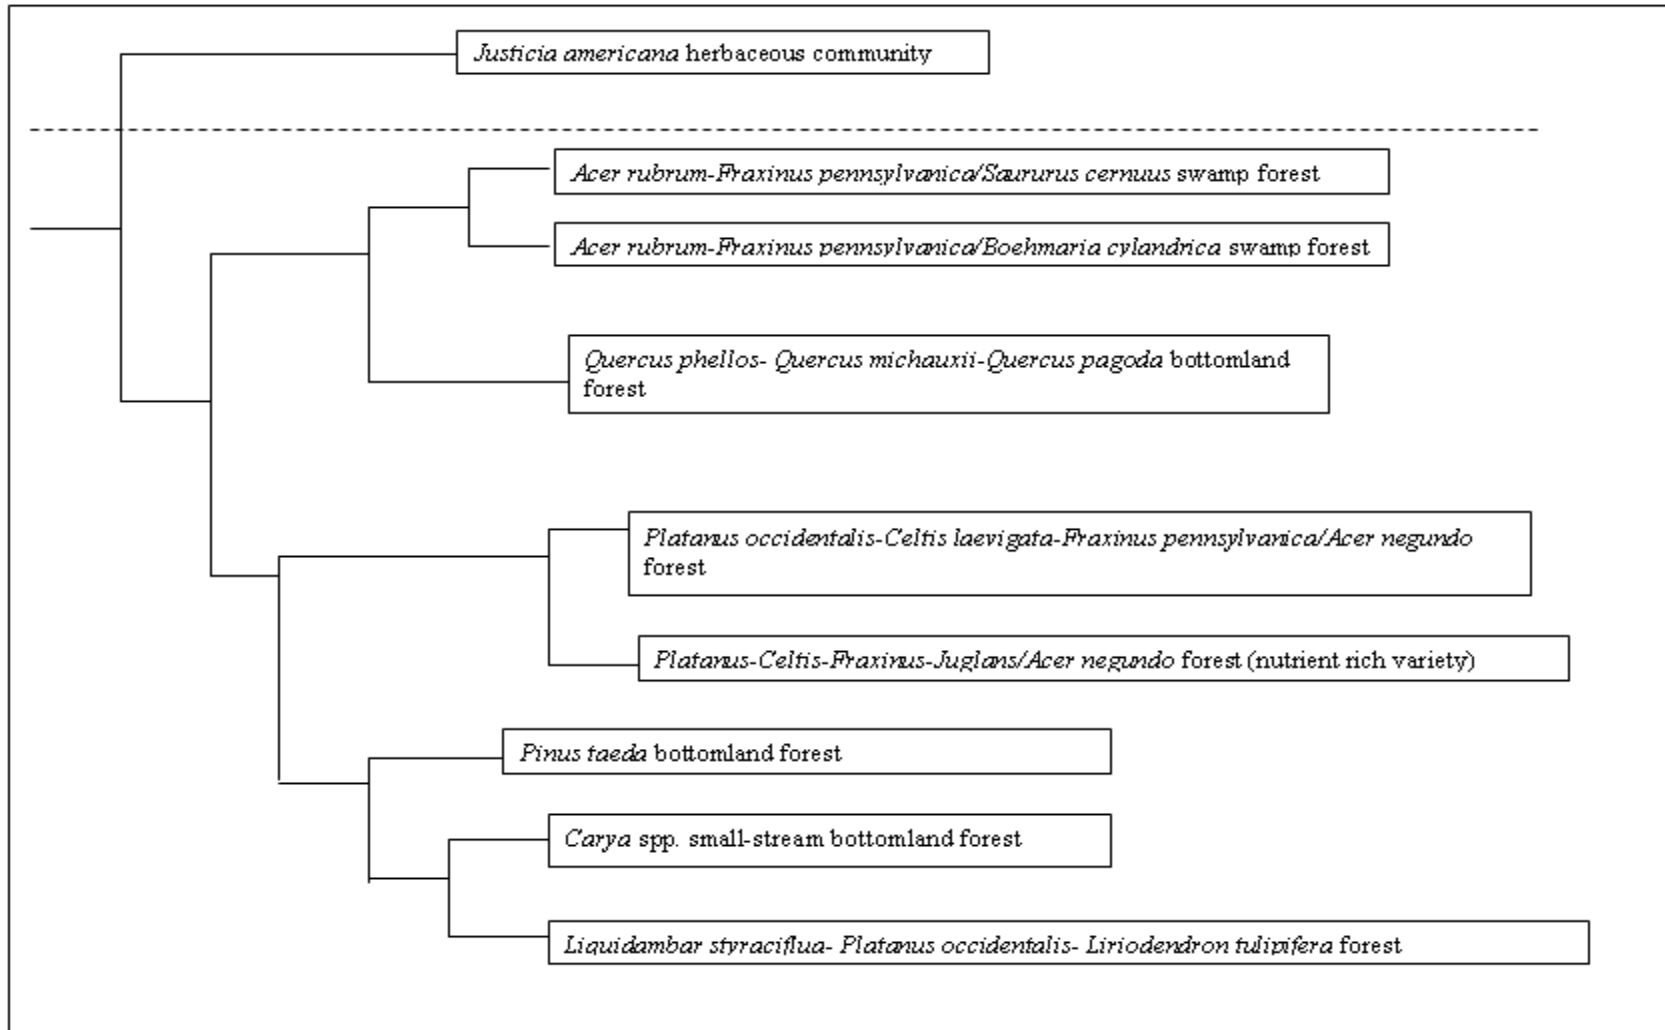 Justicia americana herbaceous community
Acer rubrum-Fraxinus pennsylvanica/Saururus cernuus swamp forest
Acer rubrum-Fraxinus pennsylvanica/Boehmaria cylandrica swamp forest
Quercus phellos- Quercus michauxii-Quercus pagoda bottomland
forest
Platanus occidentalis-Celtis laevigata-Fraxinus pennsylvanica/Acer negundo
forest
Platanus-Celtis-Fraxinus-Juglans/Acer negundo forest (nutrient rich variety)
Pinus taeda bottomland forest
Carya spp. small-stream bottomland forest
Liquidambar styraciflua- Platanus occidentalis- Liriodendron tulipifera forest